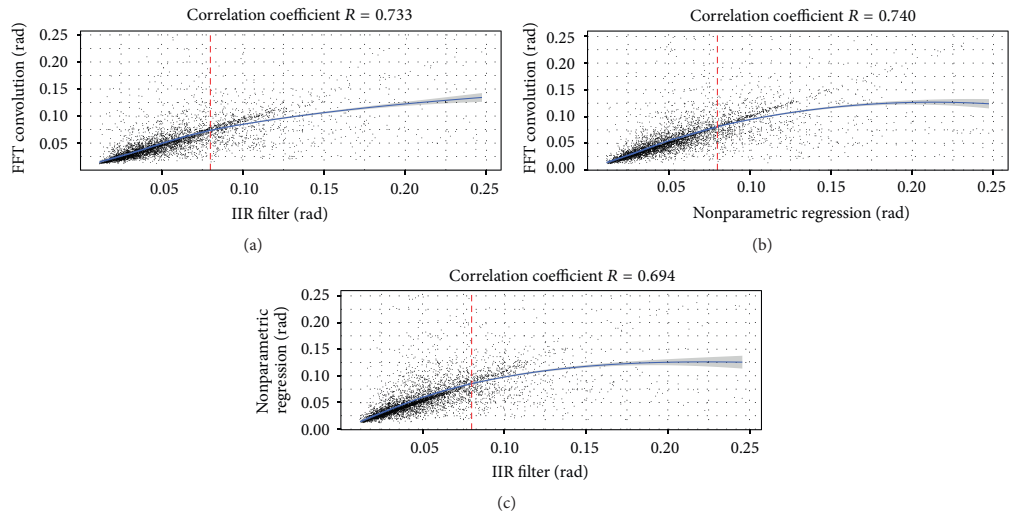 Correlation coefficient R = 0.733
FFT convolution (rad)
0.25
0.20
0.15
0.10
0.05
0.05 0.10 0.15 0.20 0.25
IIR filter (rad)
(a)
Correlation coefficient R = 0.740
FFT convolution (rad)
0.25
0.20
0.15
0.10
0.05
0.00
0.05 0.10 0.15 0.20 0.25
Nonparametric regression (rad)
(b)
Correlation coefficient R = 0.694
Nonparametric
regression (rad)
0.25
0.20
0.15
0.10
0.05
0.00
0.05 0.10 0.15 0.20 0.25
IIR filter (rad)
(c)